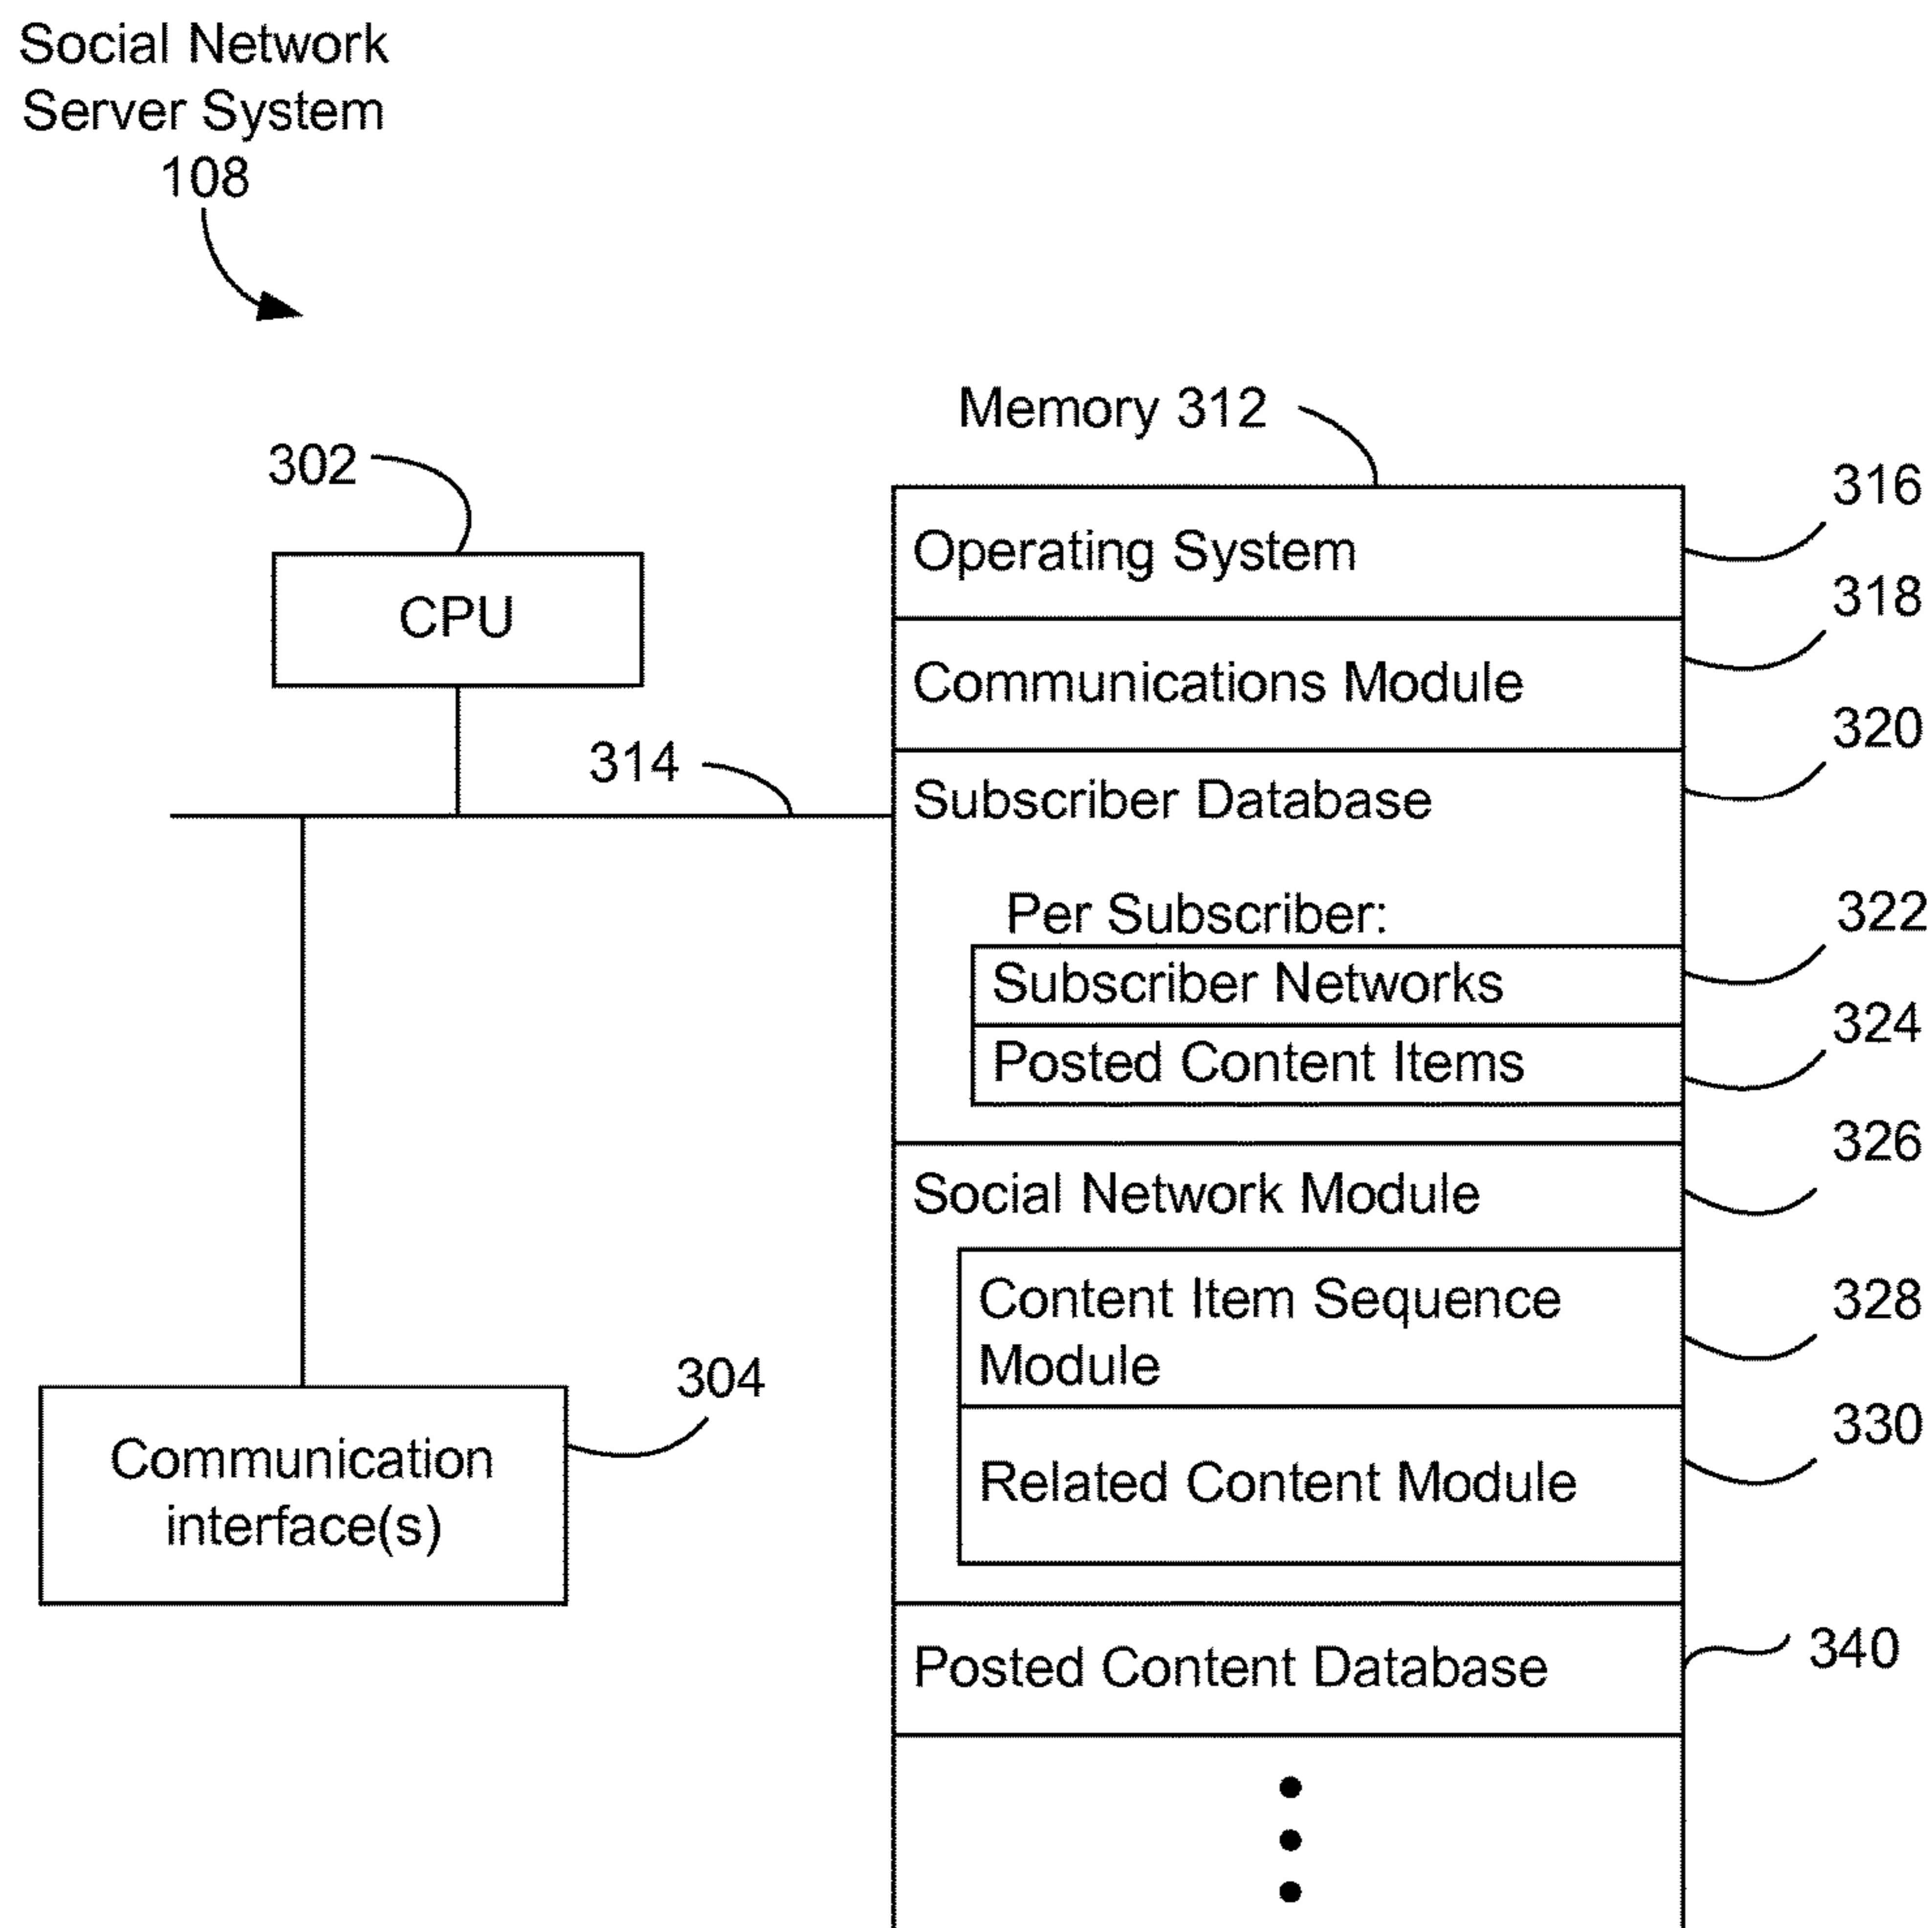 Social Network
Server System
108
Memory 312
302
316
Operating System
CPU
318
Communications Module
314
320
Subscriber Database
Per Subscriber:
322
Subscriber Networks
324
Posted Content Items
326
Social Network Module
Content Item Sequence
Module
328
304
330
Communication
interface(s)
Related Content Module
340
Posted Content Database